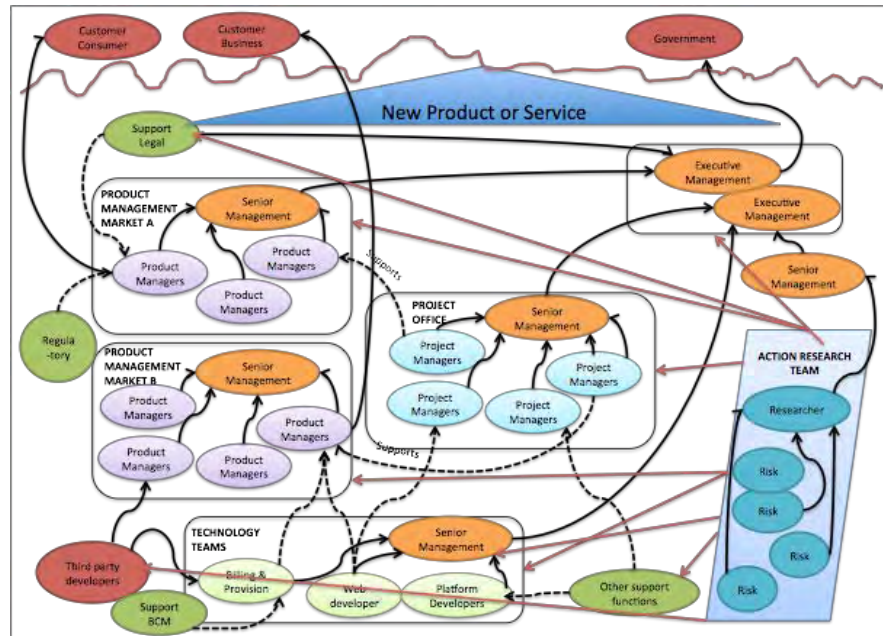 Customer
Consumer
Customer
Business
Government
New Product or Service
Support
Legal
Executive
Management
Executive
Management
PRODUCT
MANAGEMENT
MARKET A
Senior
Management
Product
Managers
Product Managers
Product
Managers
Supports
Senior
Management
Regula
-tory
PROJECT
OFFICE
Senior
Management
Project
Managers
Project
Managers
Project
Managers
Project
Managers
PRODUCT
MANAGEMENT
MARKET B
Senior
Management
Product
Managers
Product
Managers
Product
Managers
Product
Managers
Supports
ACTION RESEARCH
TEAM
Researcher
Risk
Risk
Risk
Risk
TECHNOLOGY
TEAMS
Senior
Management
Third party
developers
Billing &
Provision
Web
developer
Platform
Developers
Other support
functions
Support
BCM